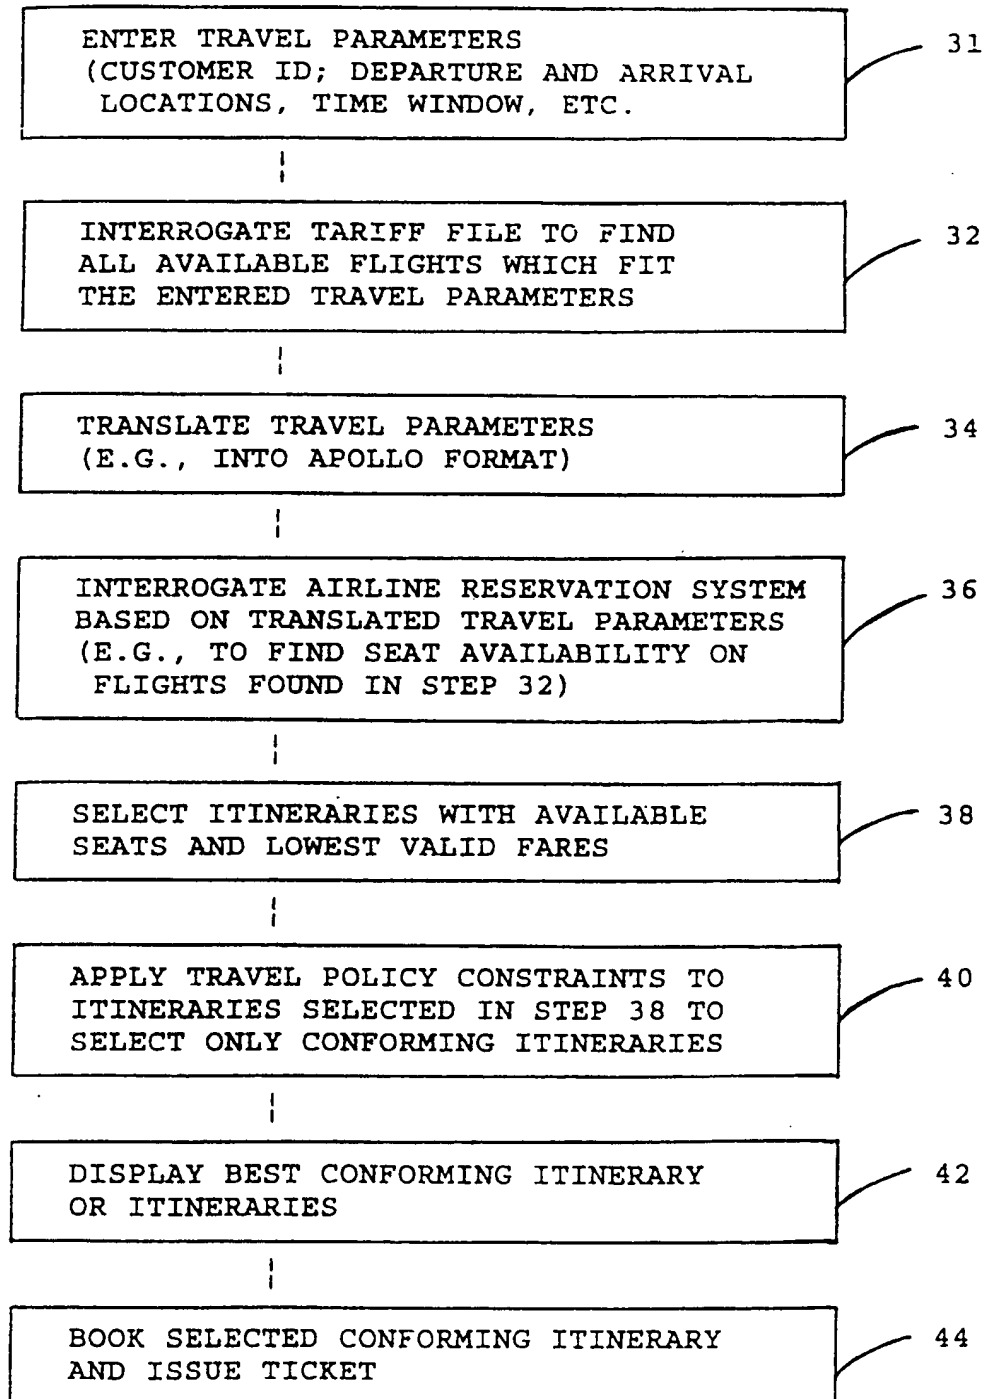 ENTER TRAVEL PARAMETERS
(CUSTOMER ID; DEPARTURE AND ARRIVAL
LOCATIONS, TIME WINDOW, ETC.
31
INTERROGATE TARIFF FILE TO FIND
ALL AVAILABLE FLIGHTS WHICH FIT
THE ENTERED TRAVEL PARAMETERS
32
TRANSLATE TRAVEL PARAMETERS
(E.G., INTO APOLLO FORMAT)
34
INTERROGATE AIRLINE RESERVATION SYSTEM
BASED ON TRANSLATED TRAVEL PARAMETERS
(E.G., TO FIND SEAT AVAILABILITY ON
FLIGHTS FOUND IN STEP 32)
36
SELECT ITINERARIES WITH AVAILABLE
SEATS AND LOWEST VALID FARES
38
APPLY TRAVEL POLICY CONSTRAINTS TO
ITINERARIES SELECTED IN STEP 38 TO
SELECT ONLY CONFORMING ITINERARIES
40
DISPLAY BEST CONFORMING ITINERARY
OR ITINERARIES
42
BOOK SELECTED CONFORMING ITINERARY
AND ISSUE TICKET
44